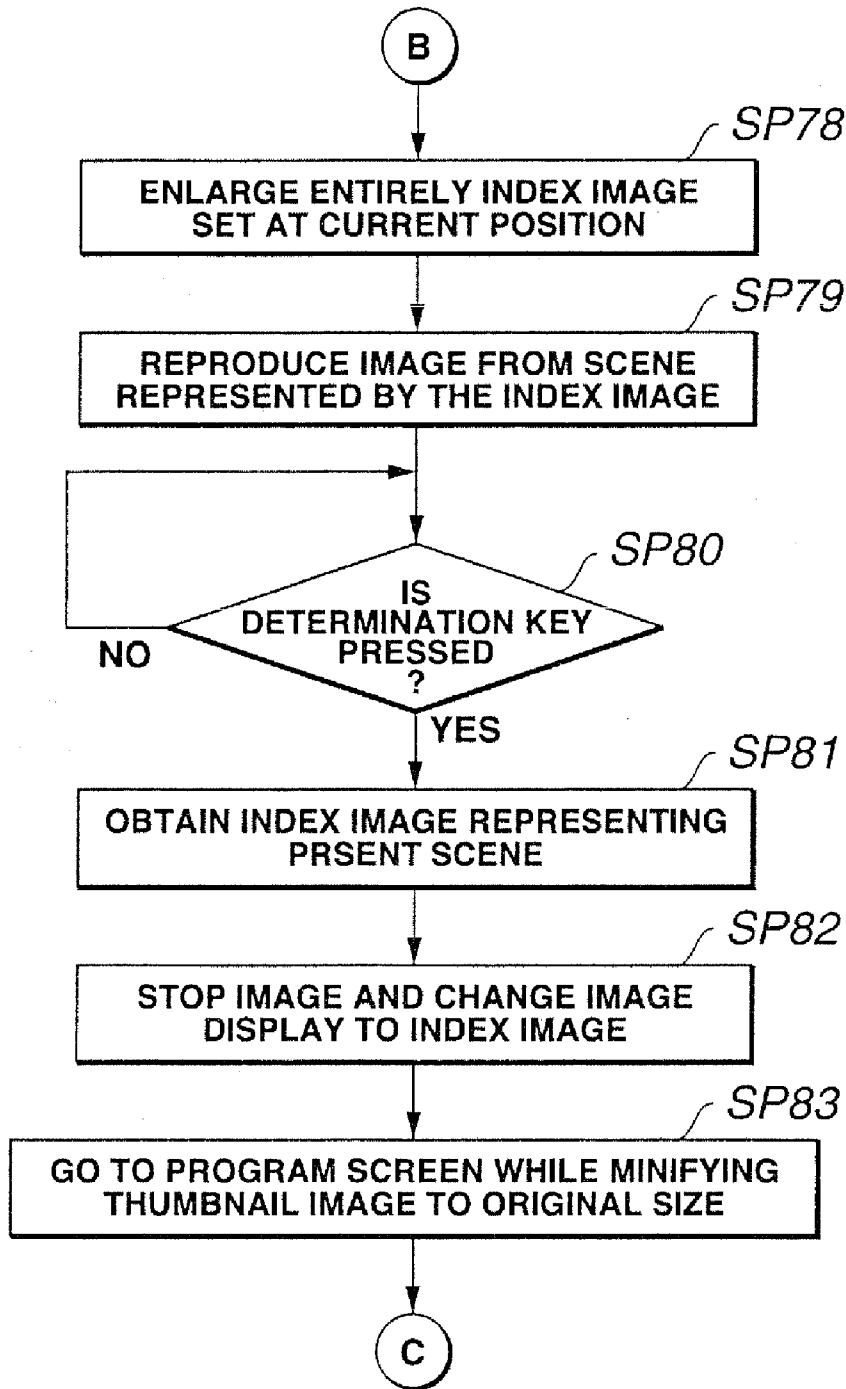 B
SP78
ENLARGE ENTIRELY INDEX IMAGE
SET AT CURRENT POSITION
SP79
REPRODUCE IMAGE FROM SCENE
REPRESENTED BY THE INDEX IMAGE
SP80
IS
DETERMINATION KEY
PRESSED
?
NO
YES
SP81
OBTAIN INDEX IMAGE REPRESENTING
PRSENT SCENE
SP82
STOP IMAGE AND CHANGE IMAGE
DISPLAY TO INDEX IMAGE
SP83
GO TO PROGRAM SCREEN WHILE MINIFYING
THUMBNAIL IMAGE TO ORIGINAL SIZE
C